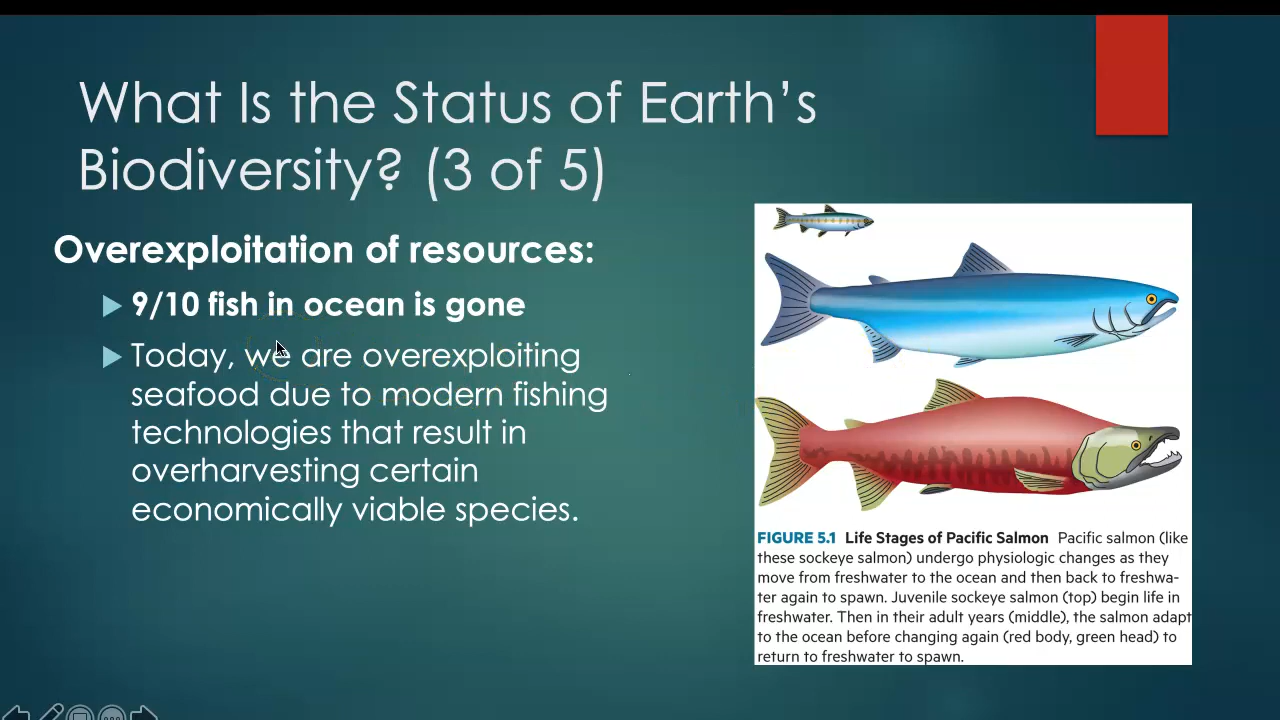 What Is the Status of Earth's
Biodiversity? (3 of 5)
Overexploitation of resources:
9/10 fish in ocean is gone
Today, we are overexploiting
seafood due to modern fishing
technologies that result in
overharvesting certain
economically viable species.
FIGURE 5.1 Life Stages of Pacific Salmon Pacific salmon (like
these sockeye salmon) undergo physiologic changes as they
move from freshwater to the ocean and then back to freshwa-
ter again to spawn. Juvenile sockeye salmon (top) begin life in
freshwater. Then in their adult years (middle), the salmon adapt
to the ocean before changing again (red body, green head) to
return to freshwater to spawn.